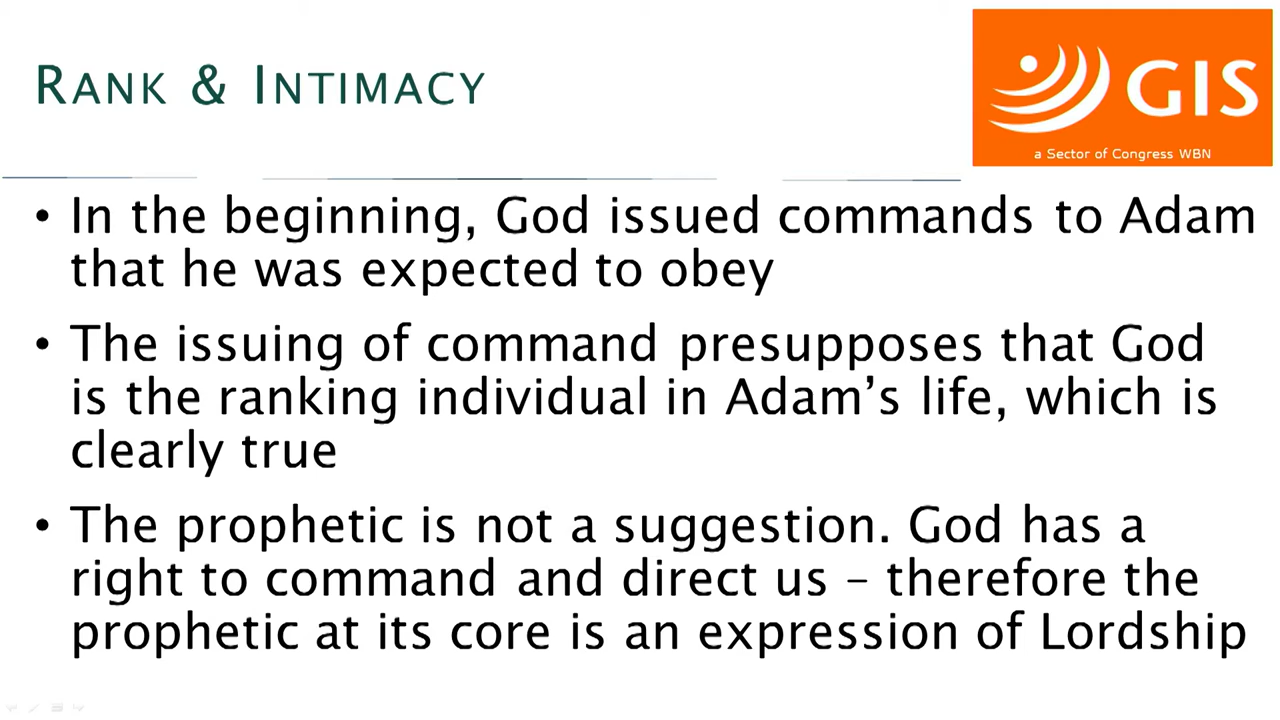 RANK & INTIMACY
GIS
a Sector of Congress WBN
• In the beginning, God issued commands to Adam
that he was expected to obey
• The issuing of command presupposes that God
is the ranking individual in Adam’s life, which is
clearly true
• The prophetic is not a suggestion. God has a
right to command and direct us – therefore the
prophetic at its core is an expression of Lordship